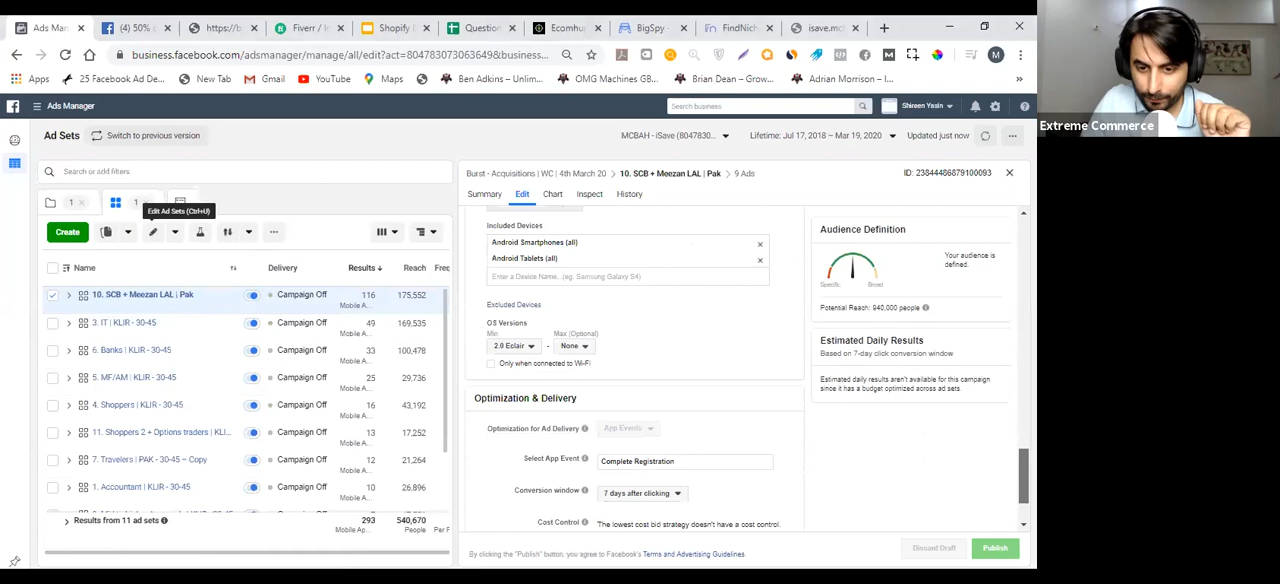 Ads Man
(4) 50%
https://b
Fiverr /
Shopify
Question
Ecomhu
BigSpy -
FindNich
isave.mc
business.facebook.com/adsmanager/manage/all/edit?act=804783073063649&business...
Apps
25 Facebook Ad De...
New Tab
Gmail
YouTube
Maps
Ben Adkins – Unlim...
OMG Machines GB...
Brian Dean – Grow...
Adrian Morrison – I...
»
Ads Manager
Search business
Shireen Yasin
Extreme Commerce
Ad Sets
Switch to previous version
MCBAH - iSave (8047830...
Lifetime: Jul 17, 2018 – Mar 19, 2020
Updated just now
Search or add filters
1
1
Edit Ad Sets (Ctrl+U)
Create
Name
Delivery
Results
Reach
Freq
10. SCB + Meezan LAL | Pak
Campaign Off
116
175,552
Mobile A...
3. IT | KLIR - 30-45
Campaign Off
49
169,535
Mobile A...
6. Banks | KLIR - 30-45
Campaign Off
33
100,478
Mobile A...
5. MF/AM | KLIR - 30-45
Campaign Off
25
29,736
Mobile A...
4. Shoppers | KLIR - 30-45
Campaign Off
16
43,192
Mobile A...
11. Shoppers 2 + Options traders | KLI...
Campaign Off
13
17,252
Mobile A...
7. Travelers | PAK - 30-45 – Copy
Campaign Off
12
21,264
Mobile A...
1. Accountant | KLIR - 30-45
Campaign Off
10
26,896
Results from 11 ad sets
293
540,670
Mobile Ap...
People
Per P
Burst - Acquisitions | WC | 4th March 20
10. SCB + Meezan LAL | Pak
9 Ads
ID: 23844486879100093
Summary
Edit
Chart
Inspect
History
Included Devices
Android Smartphones (all)
Android Tablets (all)
Enter a Device Name...(eg. Samsung Galaxy S4)
Excluded Devices
OS Versions
Min
Max (Optional)
2.0 Eclair
-
None
Only when connected to Wi-Fi
Optimization & Delivery
Optimization for Ad Delivery
App Events
Select App Event
Complete Registration
Conversion window
7 days after clicking
Cost Control
The lowest cost bid strategy doesn't have a cost control.
Audience Definition
Your audience is
defined.
Specific
Broad
Potential Reach: 940,000 people
Estimated Daily Results
Based on 7-day click conversion window
Estimated daily results aren't available for this campaign
since it has a budget optimized across ad sets.
By clicking the "Publish" button, you agree to Facebook's Terms and Advertising Guidelines
Discard Draft
Publish